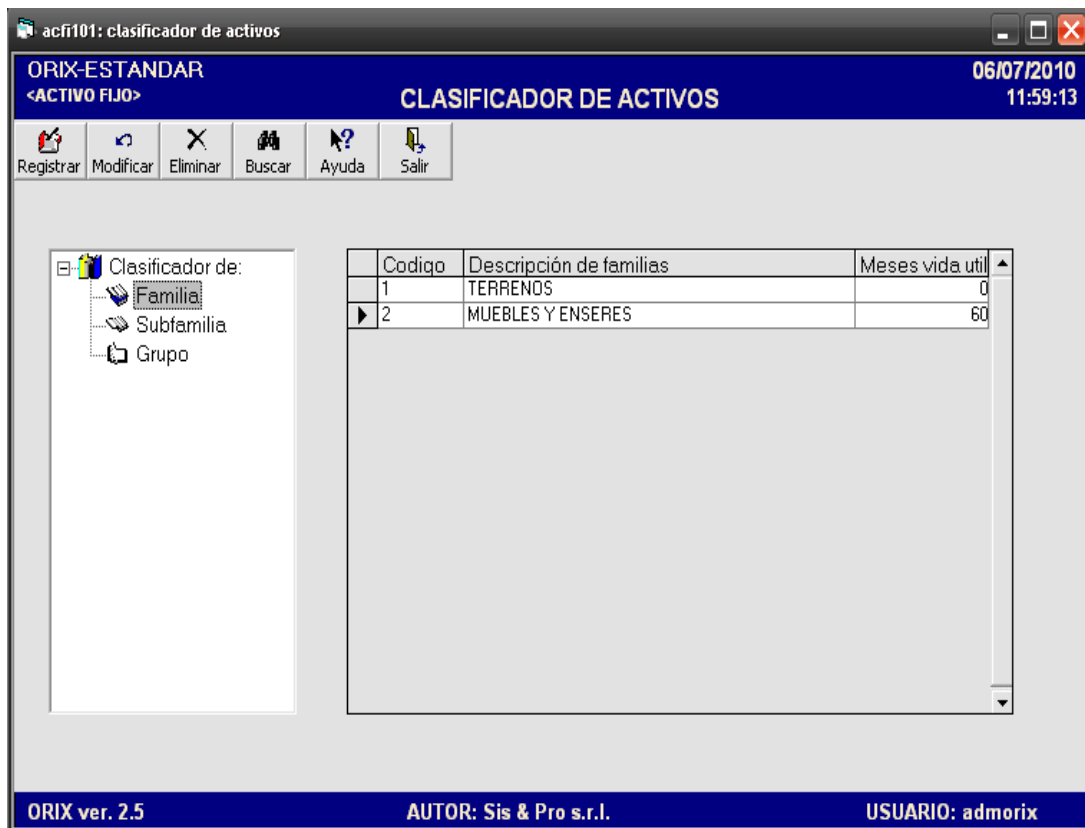 acfi101: clasificador de activos
ORIX-ESTANDAR
06/07/2010
<ACTIVO FIJO>
CLASIFICADOR DE ACTIVOS
11:59:13
Registrar Modificar Eliminar Buscar Ayuda Salir
Clasificador de:
Familia
Subfamilia
Grupo
Codigo Descripción de familias Meses vida util
1 TERRENOS 0
2 MUEBLES Y ENSERES 60
ORIX ver. 2.5 AUTOR: Sis & Pro s.r.l. USUARIO: admorix